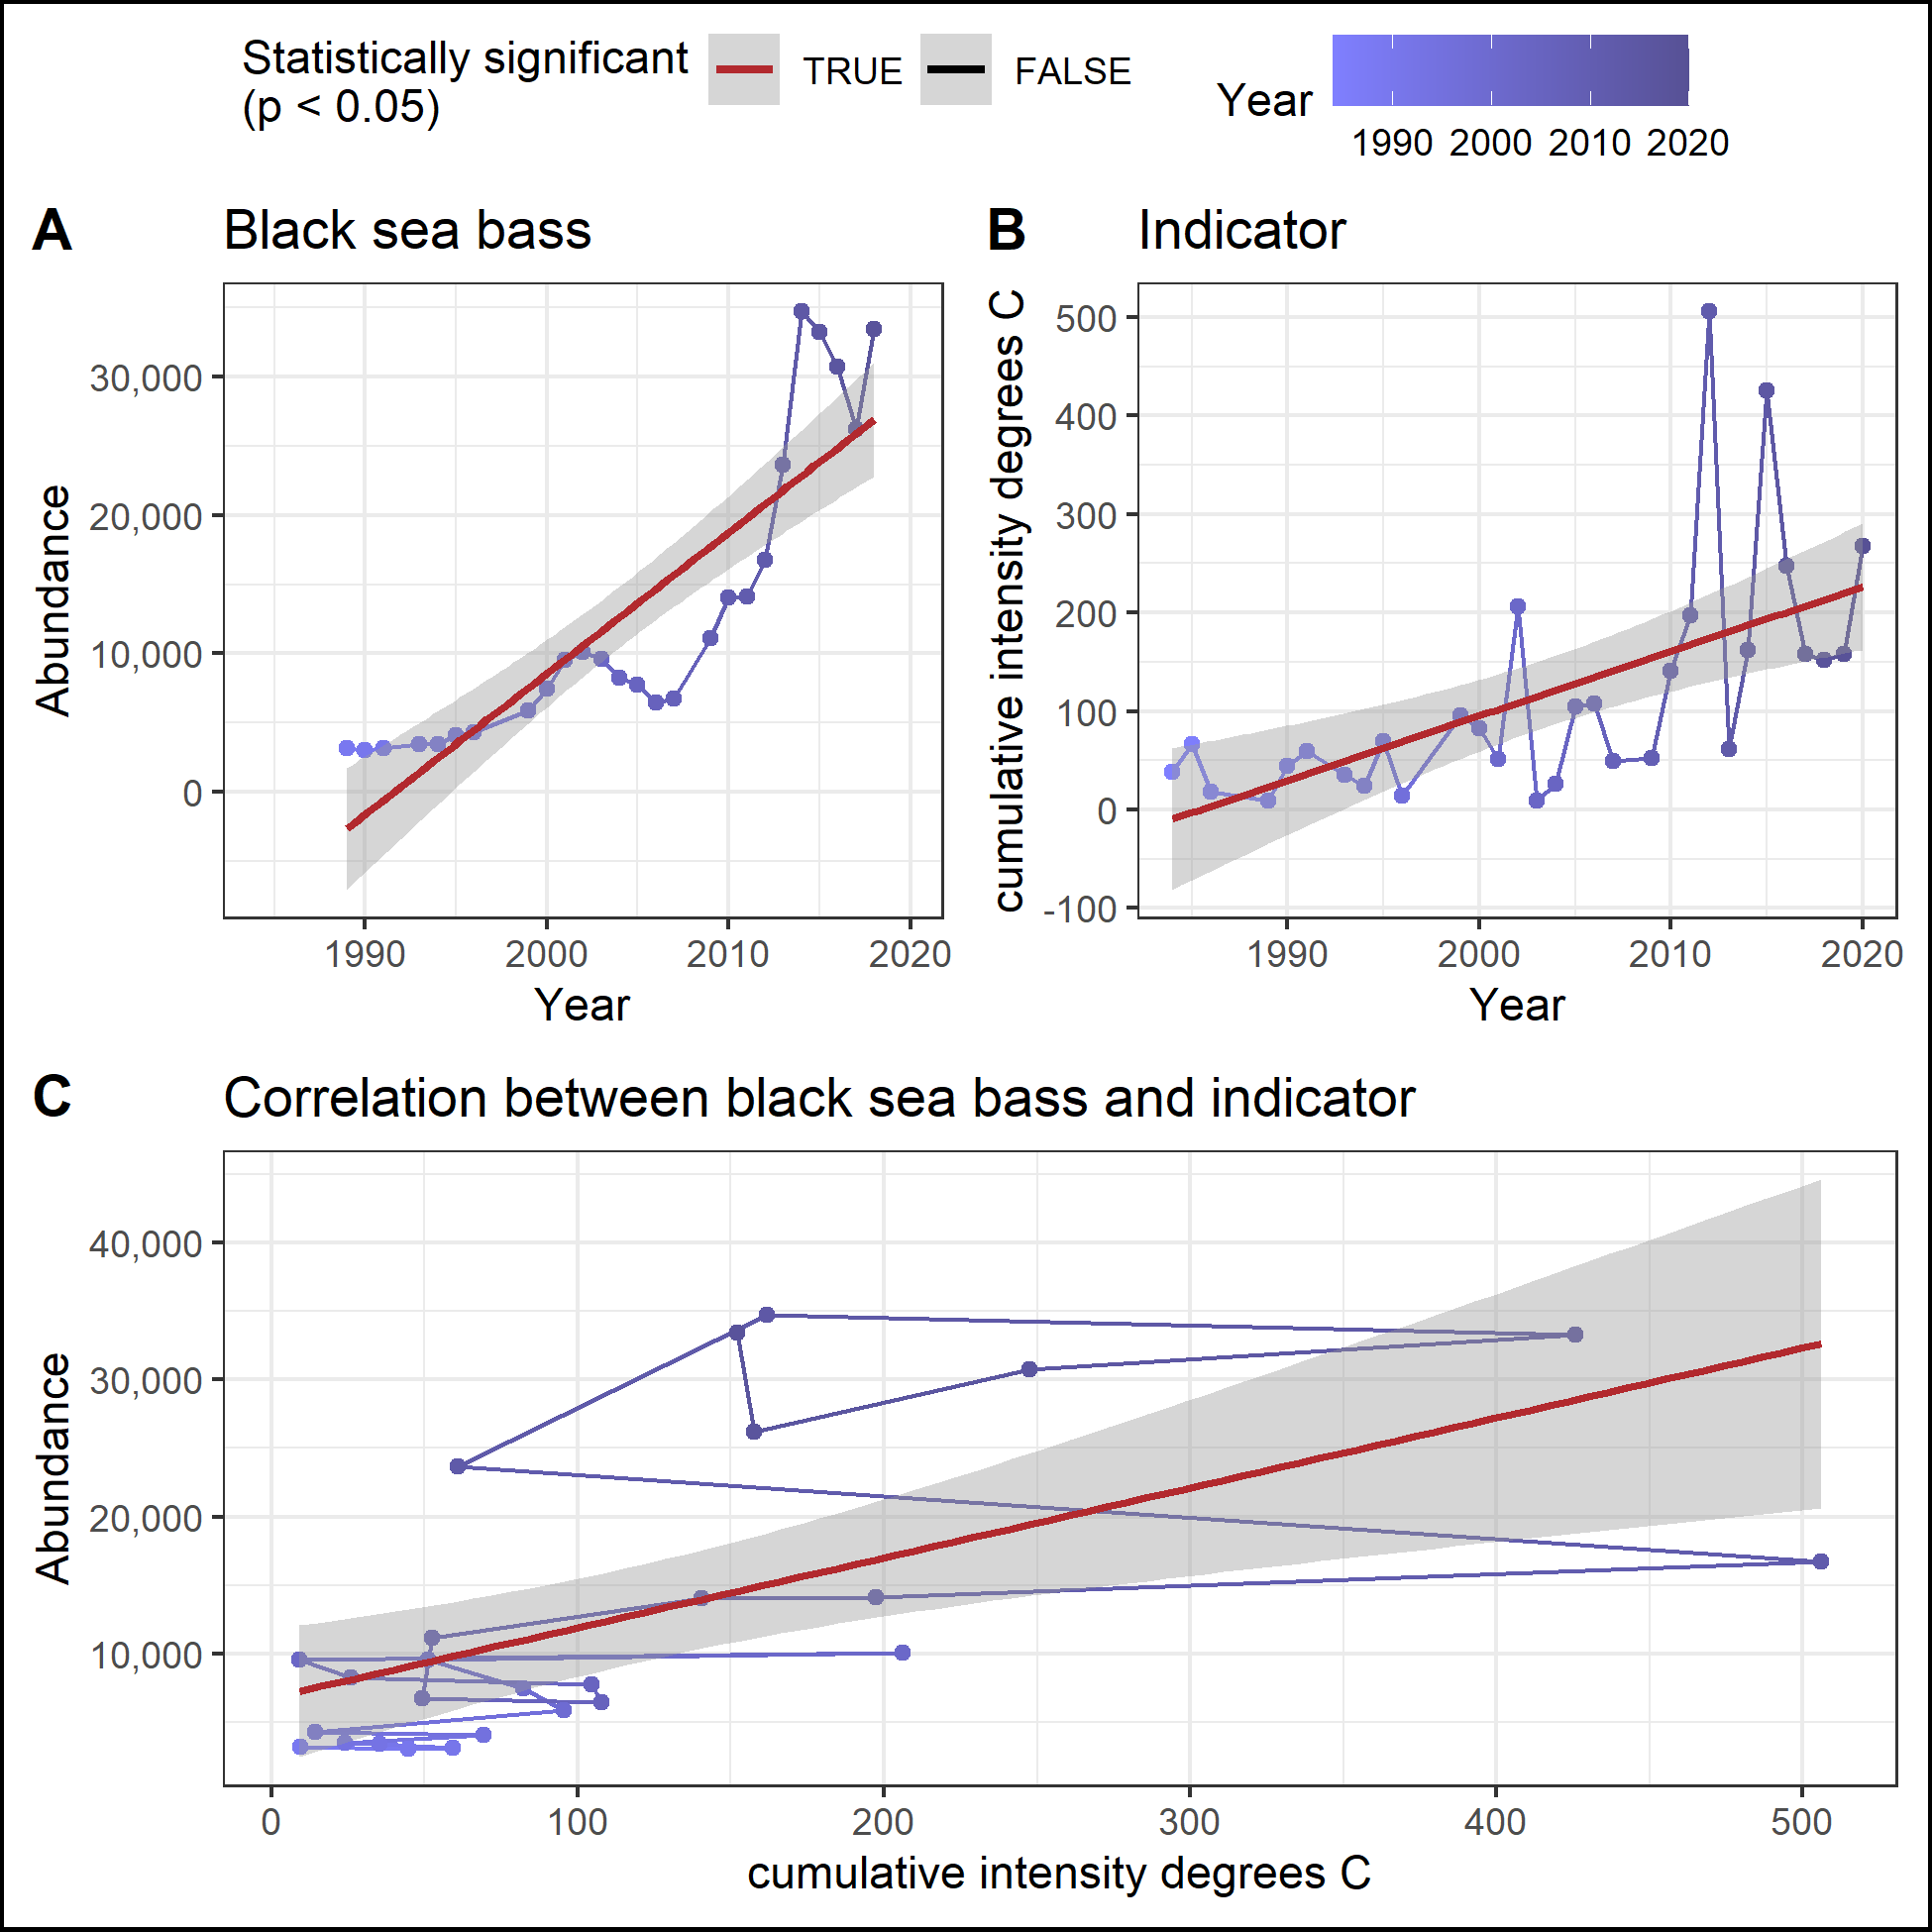 Statistically significant
(p < 0.05)
TRUE
FALSE
Year
1990 2000 2010 2020
A Black sea bass
Abundance
30,000
20,000
10,000
0
1990 2000 2010 2020
Year
B Indicator
cumulative intensity degrees C
500
400
300
200
100
0
-100
1990 2000 2010 2020
Year
C Correlation between black sea bass and indicator
Abundance
40,000
30,000
20,000
10,000
0 100 200 300 400 500
cumulative intensity degrees C